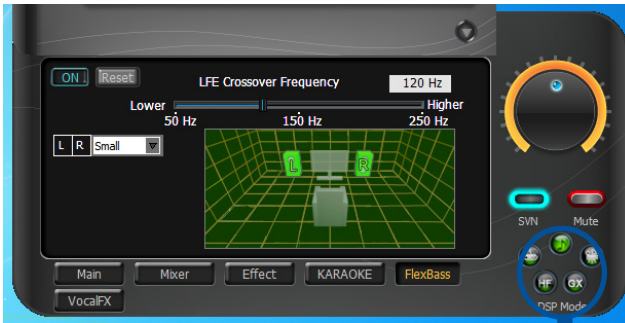 ON Reset
LFE Crossover Frequency 120 Hz
Lower Higher
50 Hz 150 Hz 250 Hz
L R Small
L R
SVN Mute
Main Mixer Effect KARAOKE FlexBass
HF GX
VocalFX
DSP Mode